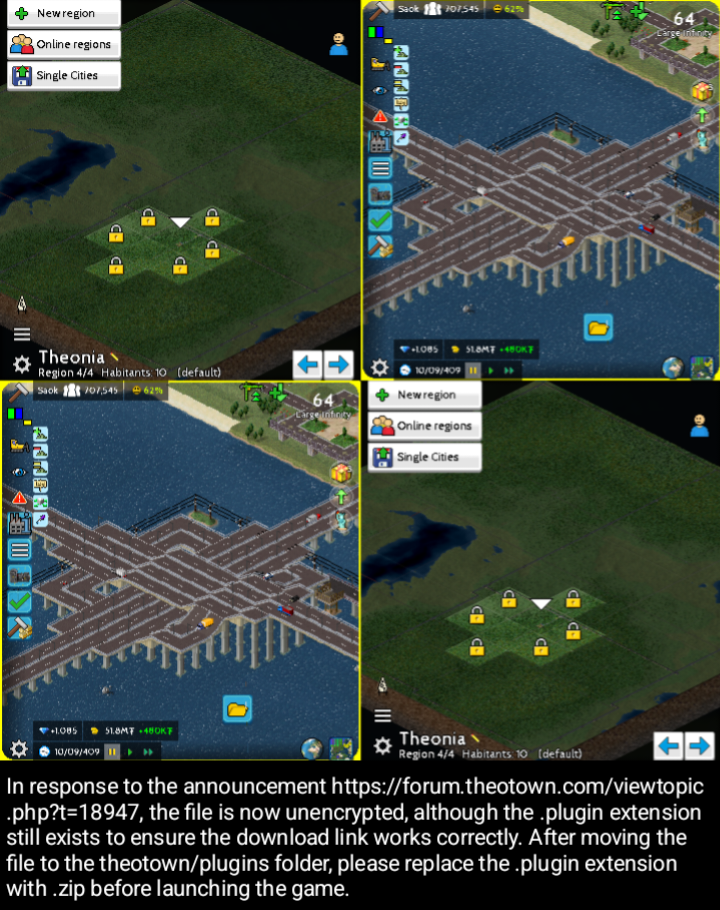 New region
Online regions
Single Cities
Theonia
Region 4/4 Habitants: 10 (default)
Saok 707,545 62%
64
Large Infinity
+1.085 51.8MŦ +480KŦ
10/09/409
Saok 707,545 62%
64
Large Infinity
+1.085 51.8MŦ +480KŦ
10/09/409
New region
Online regions
Single Cities
Theonia
Region 4/4 Habitants: 10 (default)
In response to the announcement https://forum.theotown.com/viewtopic
.php?t=18947, the file is now unencrypted, although the .plugin extension
still exists to ensure the download link works correctly. After moving the
file to the theotown/plugins folder, please replace the .plugin extension
with .zip before launching the game.